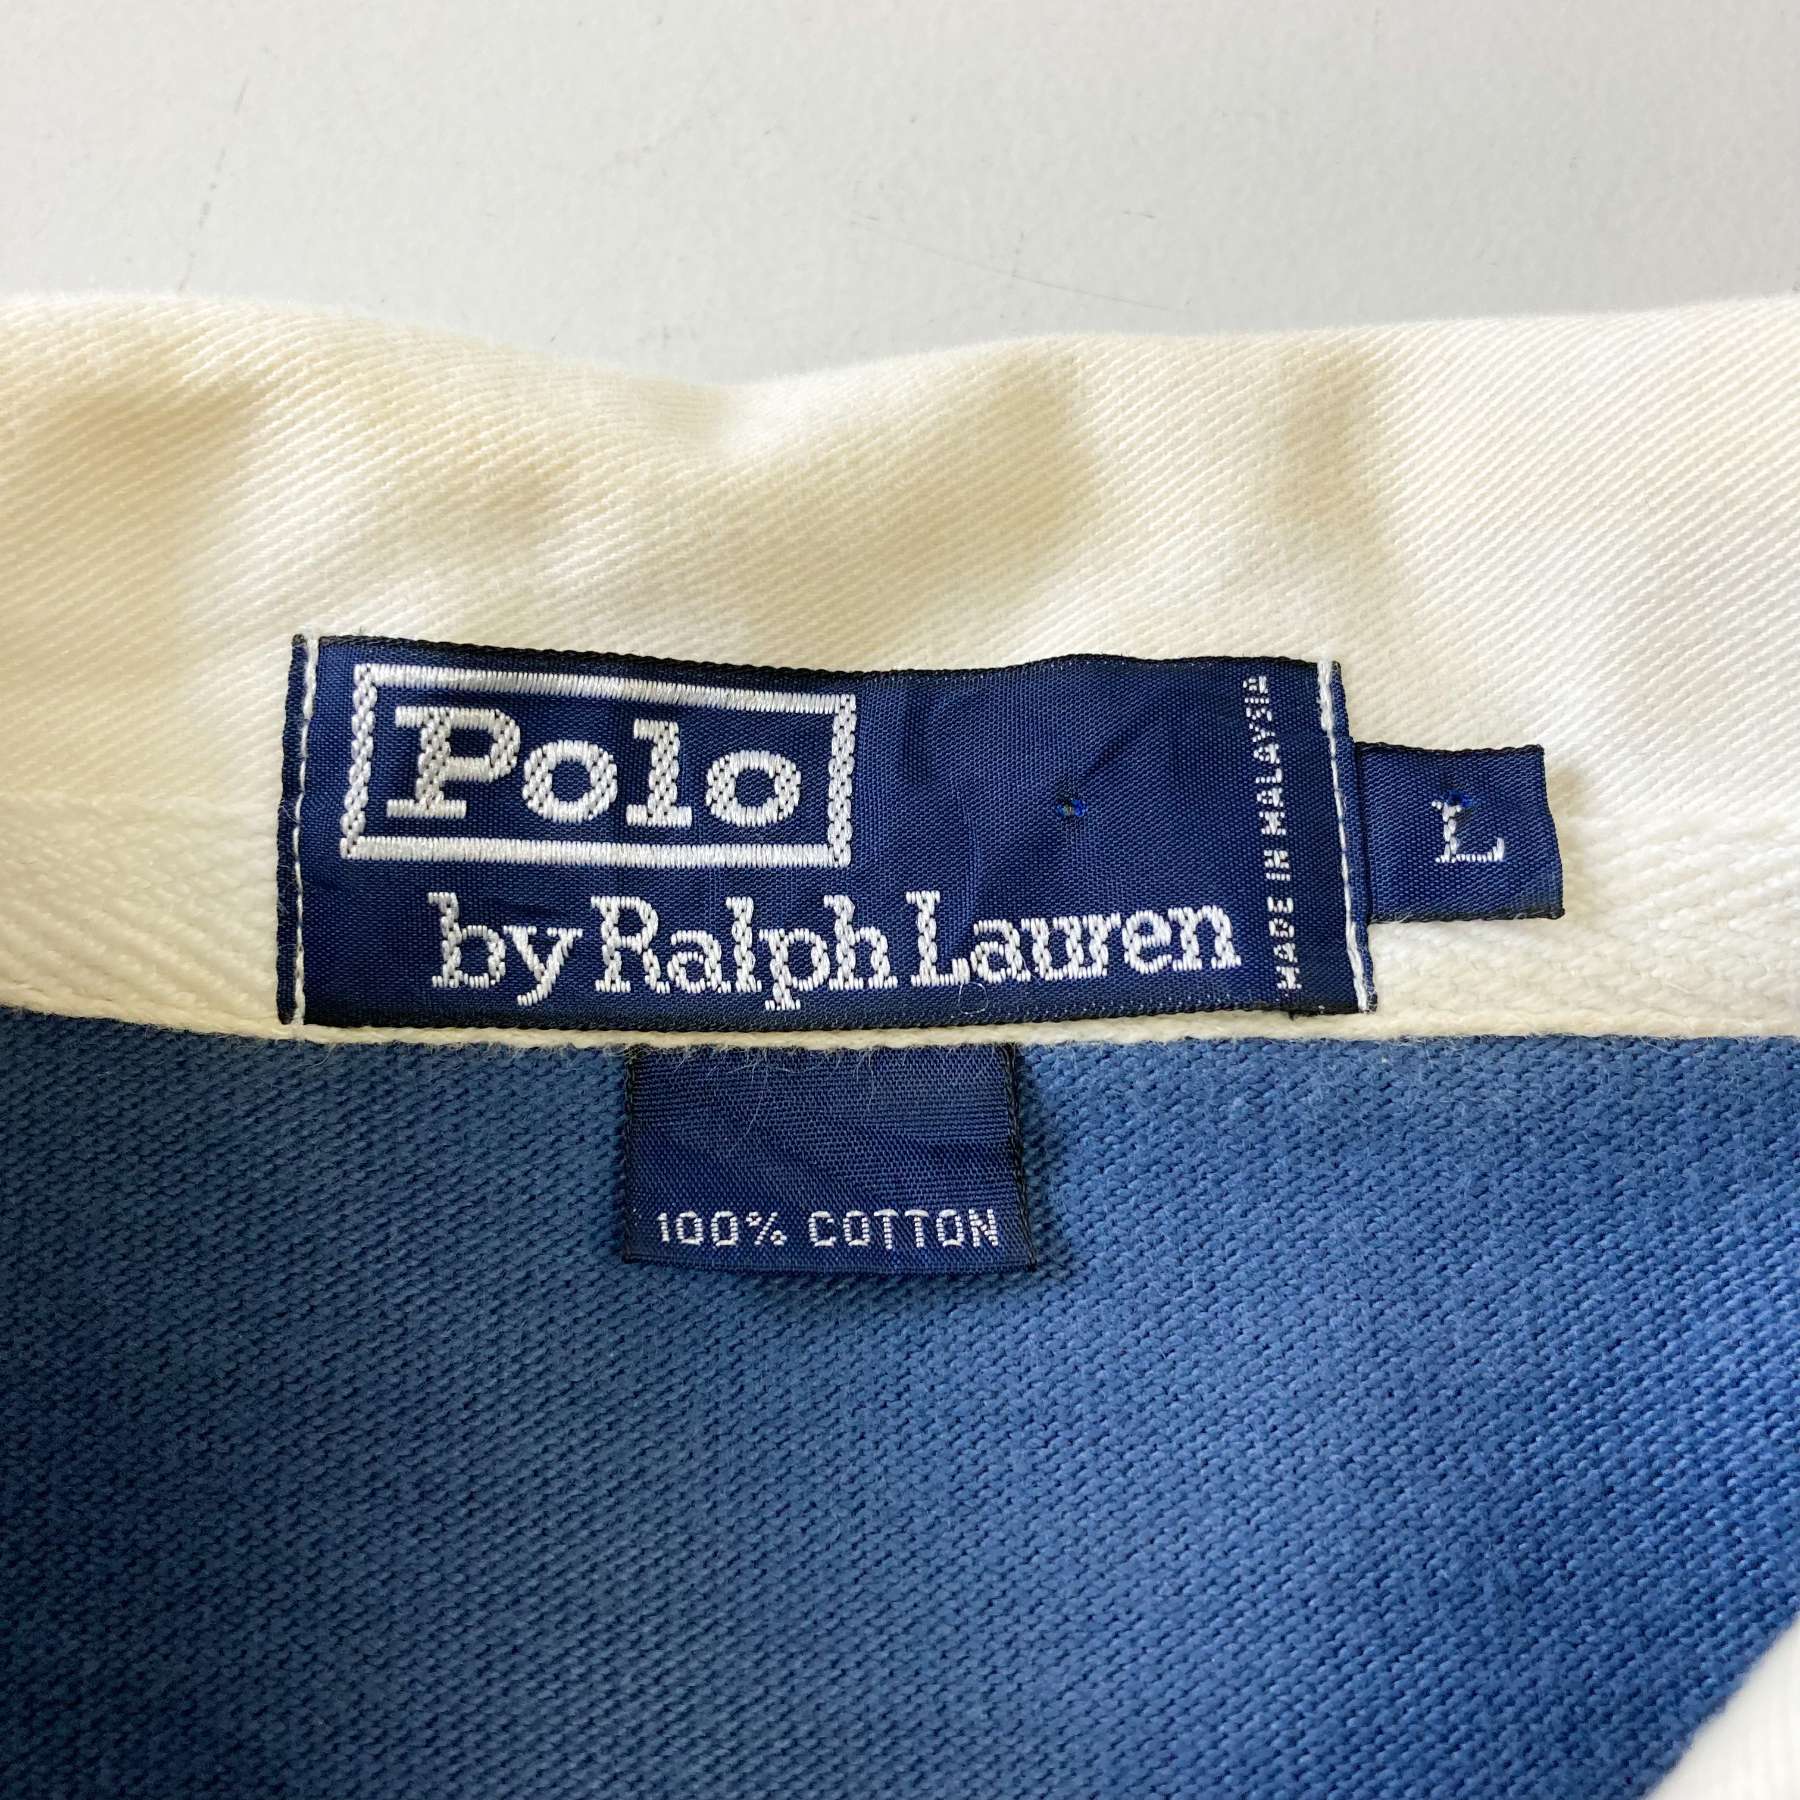 Polo
by Ralph Lauren
MADE IN MALAYSIA
L
100% COTTON